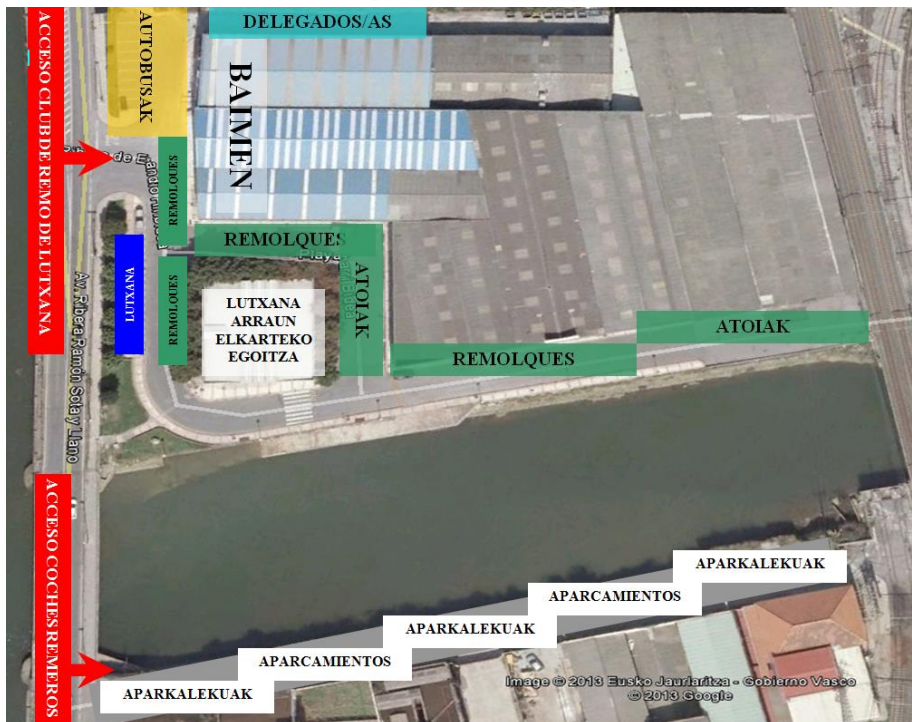 ACCESO CLUB DE REMO DE LUTXANA
AUTOBUSAK
DELEGADOS/AS
BAIMEN
REMOLQUES
REMOLQUES
ATOIAK
LUTXANA
REMOLQUES
LUTXANA
ARRAUN
ELKARTEKO
EGOITZA
REMOLQUES
ATOIAK
Av. Ribera Ramón Sota y Llano
ACCESO COCHES REMEROS
APARKALEKUAK
APARCAMIENTOS
APARKALEKUAK
APARCAMIENTOS
APARKALEKUAK
Image © 2013 Eusko Jaurlaritza - Gobierno Vasco
© 2013 Google